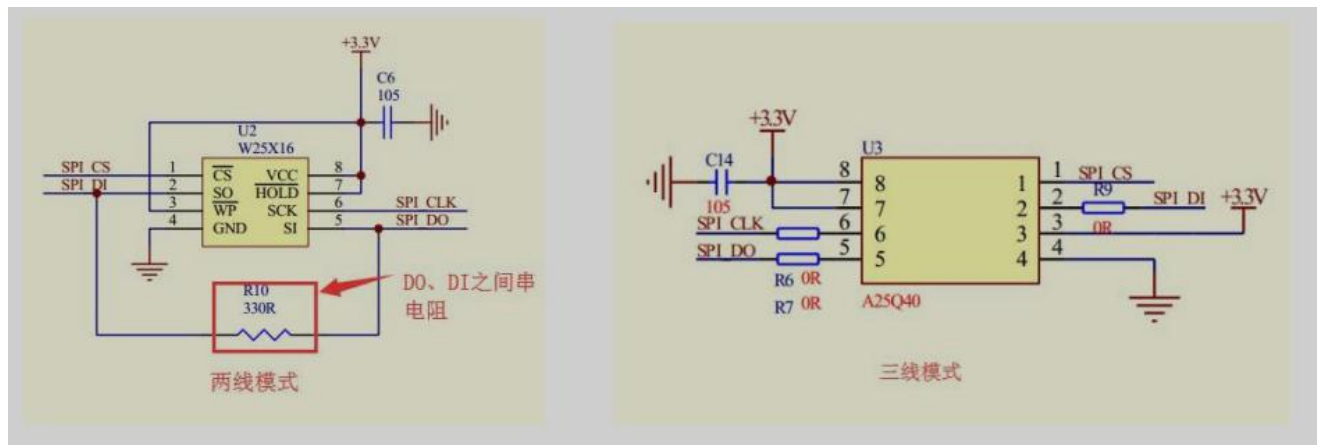 +3.3V
C6
105
U2
W25X16
SPI_CS
1
CS
VCC
8
SPI_DI
2
SO
HOLD
7
3
WP
SCK
6
SPI_CLK
4
GND
SI
5
SPI_DO
R10
330R
DO、DI之间串
电阻
两线模式
+3.3V
U3
C14
105
8
8
1
1
SPI_CS
R9
7
7
2
2
SPI_DI
+3.3V
0R
SPI_CLK
6
6
3
3
SPI_DO
5
5
4
4
R6 0R
R7 0R
A25Q40
三线模式